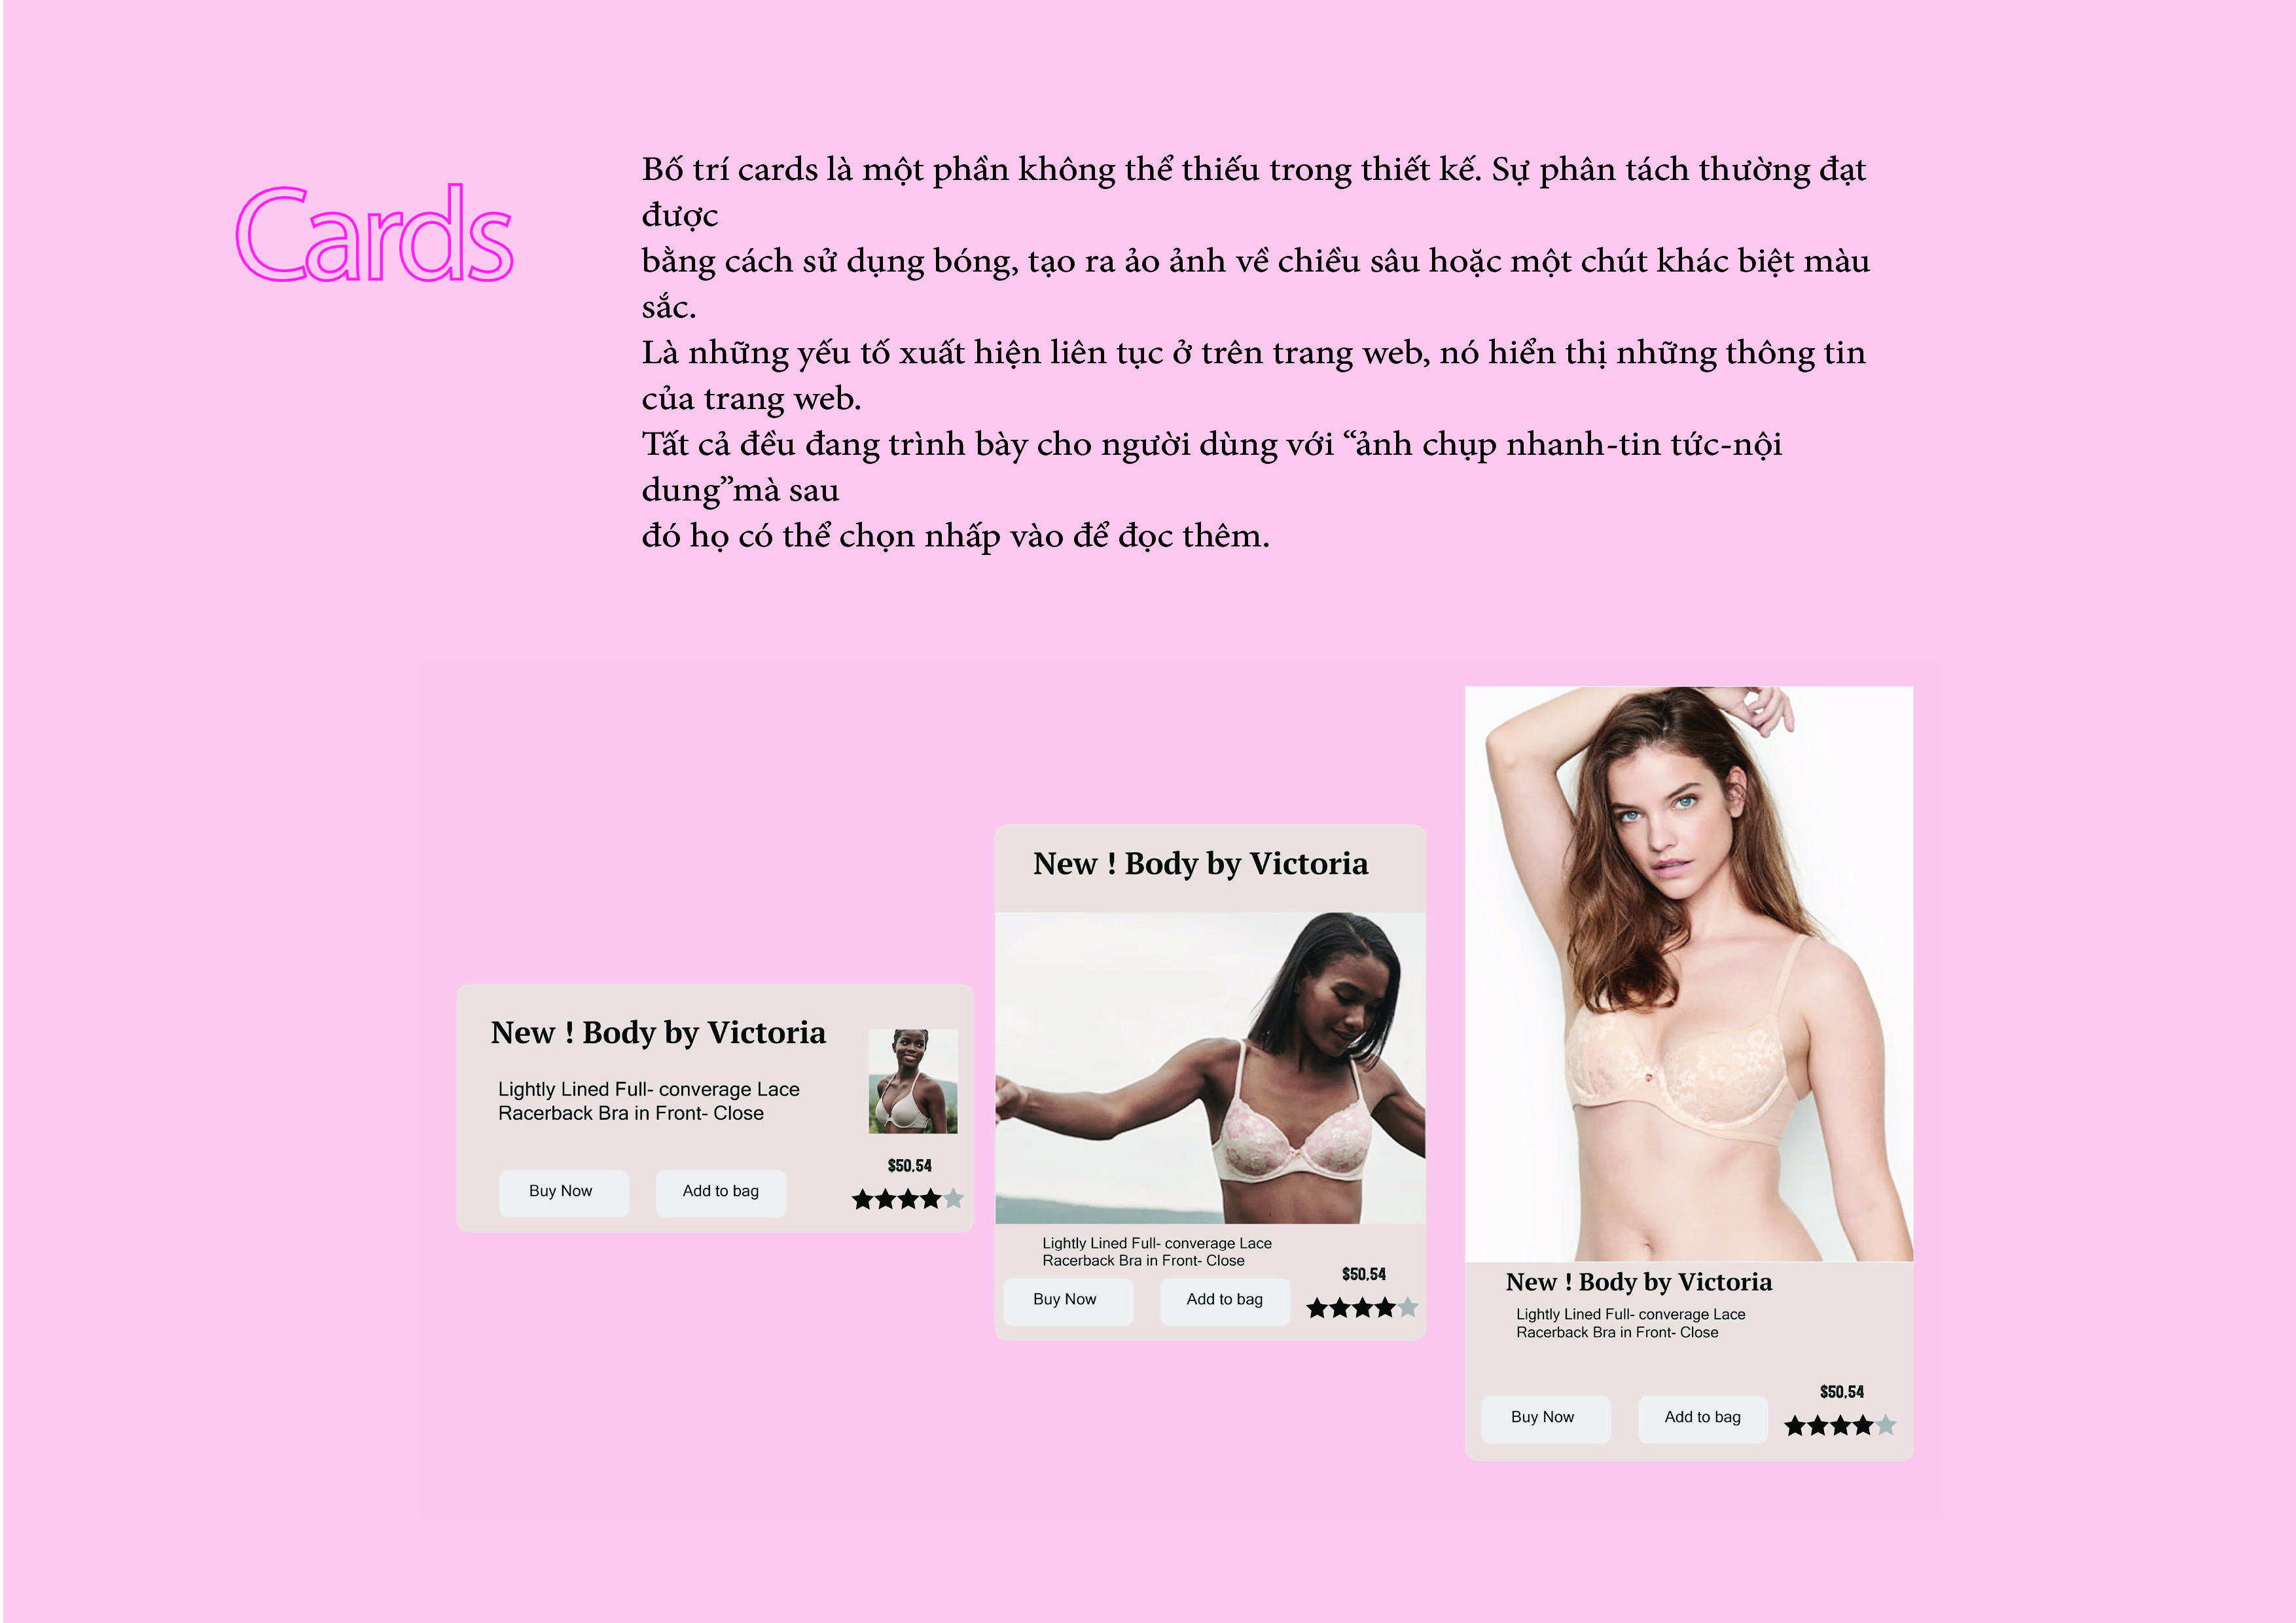 Cards
Bố trí cards là một phần không thể thiếu trong thiết kế. Sự phân tách thường đạt
được
bằng cách sử dụng bóng, tạo ra ảo ảnh về chiều sâu hoặc một chút khác biệt màu
sắc.
Là những yếu tố xuất hiện liên tục ở trên trang web, nó hiển thị những thông tin
của trang web.
Tất cả đều đang trình bày cho người dùng với “ảnh chụp nhanh-tin tức-nội
dung”mà sau
đó họ có thể chọn nhấp vào để đọc thêm.
New ! Body by Victoria
Lightly Lined Full- converage Lace
Racerback Bra in Front- Close
$50,54
Buy Now
Add to bag
New ! Body by Victoria
Lightly Lined Full- converage Lace
Racerback Bra in Front- Close
$50,54
Buy Now
Add to bag
New ! Body by Victoria
Lightly Lined Full- converage Lace
Racerback Bra in Front- Close
$50,54
Buy Now
Add to bag